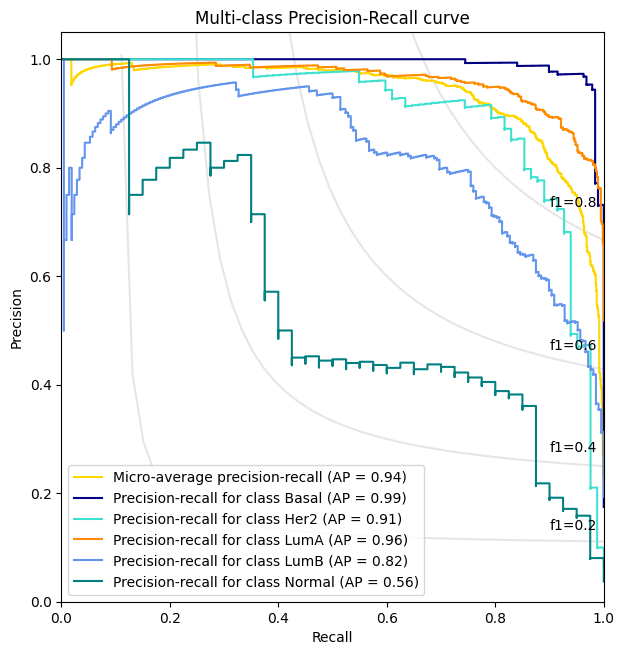 Multi-class Precision-Recall curve
1.0
0.8
0.6
0.4
0.2
0.0
Precision
f1=0.8
f1=0.6
f1=0.4
f1=0.2
Micro-average precision-recall (AP = 0.94)
Precision-recall for class Basal (AP = 0.99)
Precision-recall for class Her2 (AP = 0.91)
Precision-recall for class LumA (AP = 0.96)
Precision-recall for class LumB (AP = 0.82)
Precision-recall for class Normal (AP = 0.56)
0.0 0.2 0.4 0.6 0.8 1.0
Recall